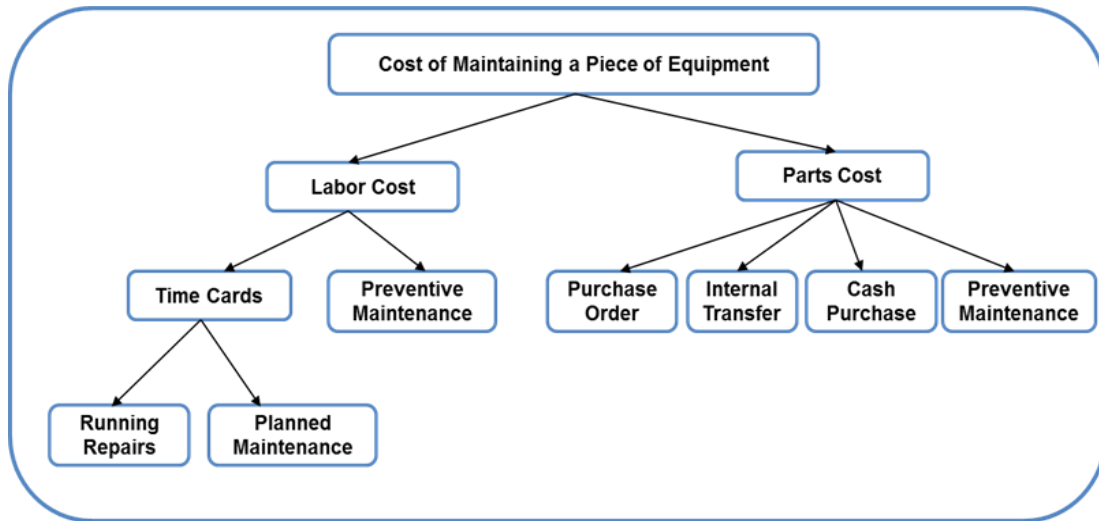 Cost of Maintaining a Piece of Equipment
Labor Cost
Parts Cost
Time Cards
Preventive
Maintenance
Purchase
Order
Internal
Transfer
Cash
Purchase
Preventive
Maintenance
Running
Repairs
Planned
Maintenance